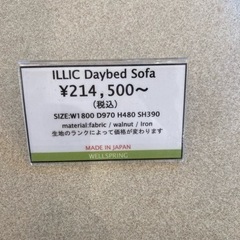 ILLIC Daybed Sofa
¥214,500〜
(税込)
SIZE:W1800 D970 H480 SH390
material:fabric / walnut / Iron
生地のランクによって価格が変わります
MADE IN JAPAN
WELLSPRING